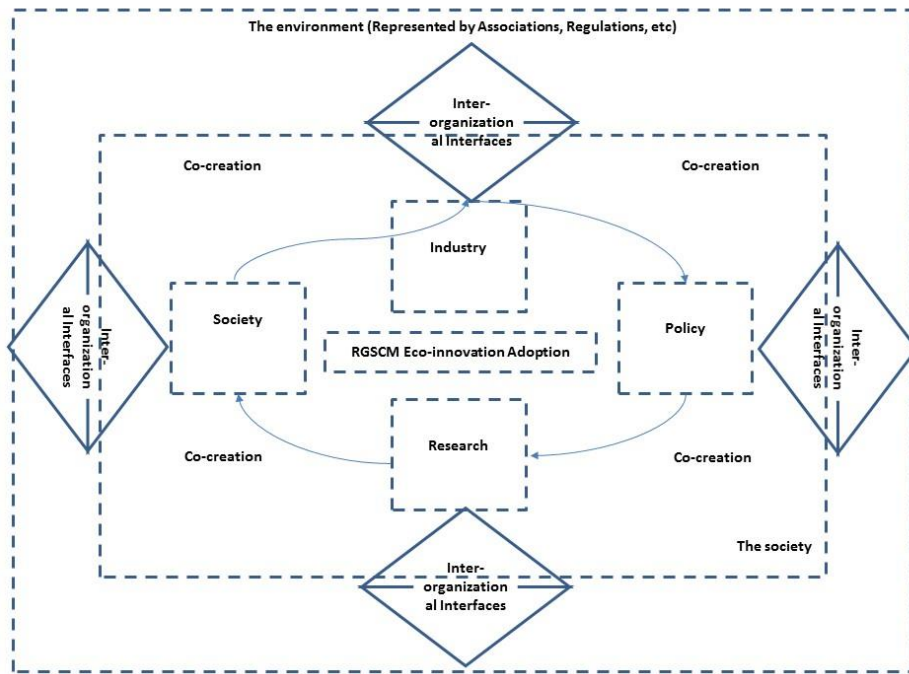 The environment (Represented by Associations, Regulations, etc)
Inter-
organization
al Interfaces
Co-creation
Co-creation
Industry
Inter-
organization
al Interfaces
Society
RGSCM Eco-innovation Adoption
Policy
Inter-
organization
al Interfaces
Research
Co-creation
Co-creation
The society
Inter-
organization
al Interfaces